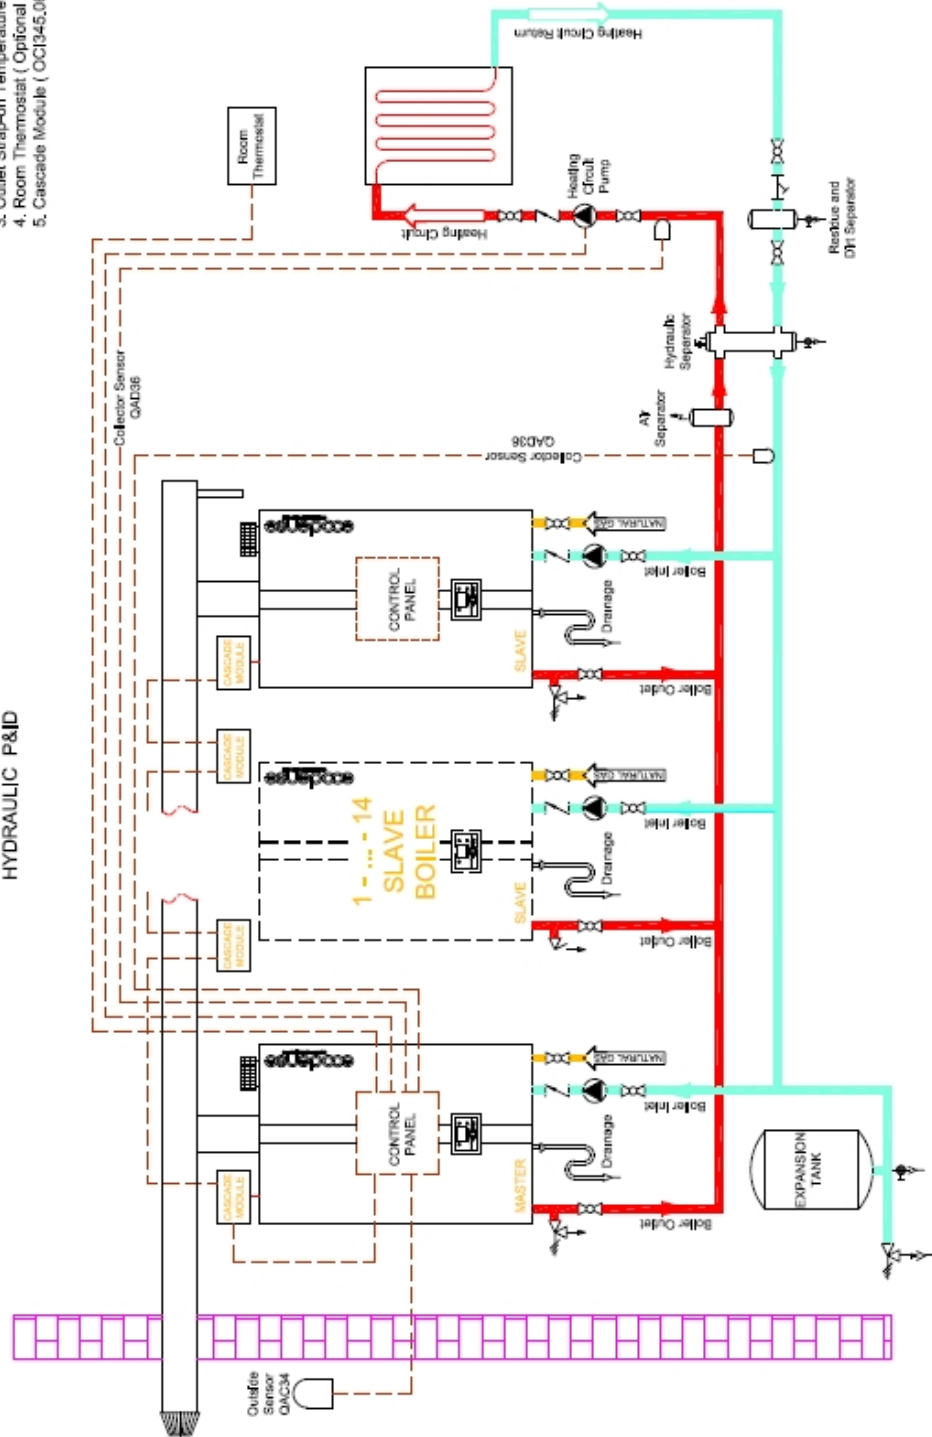 3. Outlet Strap-on Temperature
4. Room Thermostat ( Optional
5. Cascade Module ( OCI345.06
HYDRAULIC P&ID
Room
Thermostat
Heating Circuit Return
Heating Circuit
Heating
Circuit
Pump
Residue and
Dirt Separator
Hydraulic
Separator
Air
Separator
Collector Sensor
QAD36
Collector Sensor
QAD36
CASCADE
MODULE
CONTROL
PANEL
SLAVE
NATURAL GAS
Boiler Inlet
Drainage
Boiler Outlet
CASCADE
MODULE
1 - ... - 14
SLAVE
BOILER
SLAVE
NATURAL GAS
Boiler Inlet
Drainage
Boiler Outlet
CASCADE
MODULE
CASCADE
MODULE
CONTROL
PANEL
MASTER
NATURAL GAS
Boiler Inlet
Drainage
Boiler Outlet
EXPANSION
TANK
Outside
Sensor
QAC34